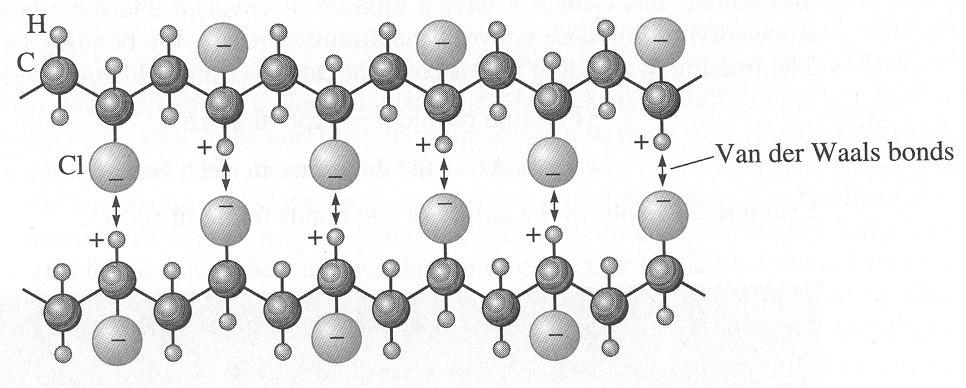 H
− − −
C
+ + +
Van der Waals bonds
Cl
− − −
− − −
+ + +
− − −